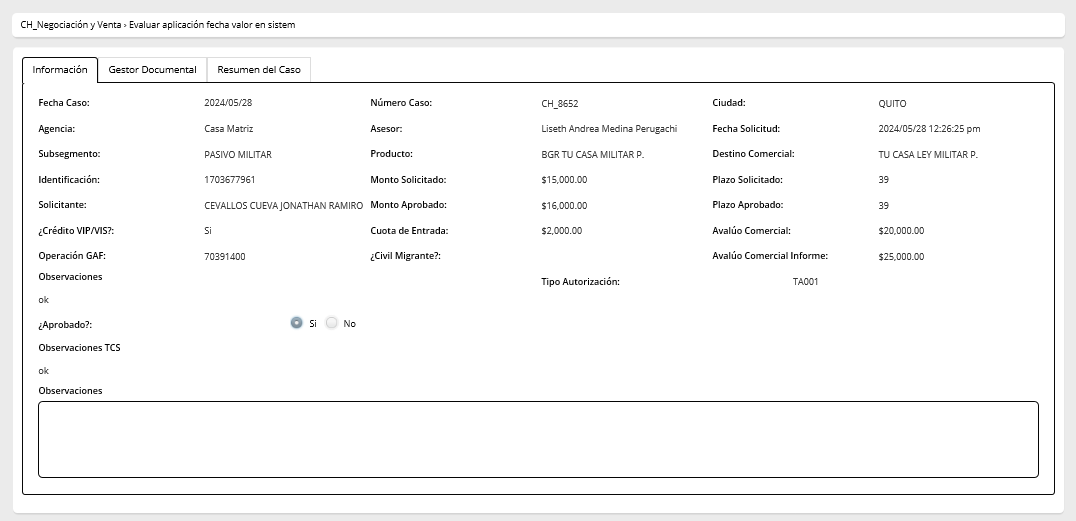 CH_Negociación y Venta › Evaluar aplicación fecha valor en sistem
Información Gestor Documental Resumen del Caso
Fecha Caso: 2024/05/28 Número Caso: CH_8652 Ciudad: QUITO
Agencia: Casa Matriz Asesor: Liseth Andrea Medina Perugachi Fecha Solicitud: 2024/05/28 12:26:25 pm
Subsegmento: PASIVO MILITAR Producto: BGR TU CASA MILITAR P. Destino Comercial: TU CASA LEY MILITAR P.
Identificación: 1703677961 Monto Solicitado: $15,000.00 Plazo Solicitado: 39
Solicitante: CEVALLOS CUEVA JONATHAN RAMIRO Monto Aprobado: $16,000.00 Plazo Aprobado: 39
¿Crédito VIP/VIS?: Si Cuota de Entrada: $2,000.00 Avalúo Comercial: $20,000.00
Operación GAF: 70391400 ¿Civil Migrante?: Avalúo Comercial Informe: $25,000.00
Observaciones Tipo Autorización: TA001
ok
¿Aprobado?: Si No
Observaciones TCS
ok
Observaciones